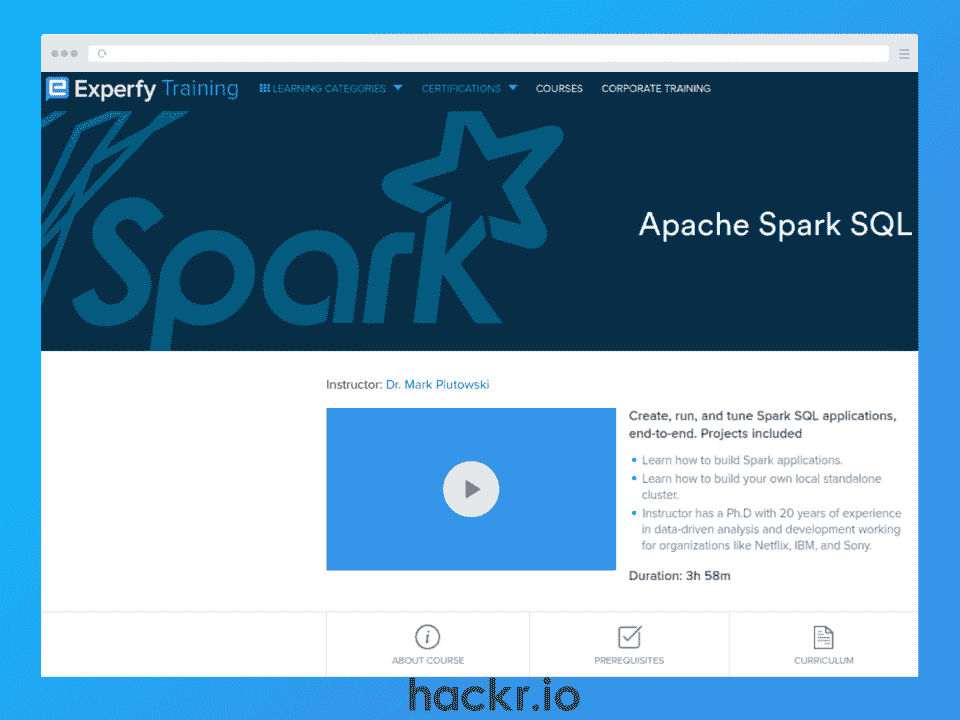 Experfy Training LEARNING CATEGORIES CERTIFICATIONS COURSES CORPORATE TRAINING
Spark
Apache Spark SQL
Instructor: Dr. Mark Plutowski
Create, run, and tune Spark SQL applications,
end-to-end. Projects included
Learn how to build Spark applications.
Learn how to build your own local standalone
cluster.
Instructor has a Ph.D with 20 years of experience
in data-driven analysis and development working
for organizations like Netflix, IBM, and Sony.
Duration: 3h 58m
ABOUT COURSE PREREQUISITES CURRICULUM
hackr.io